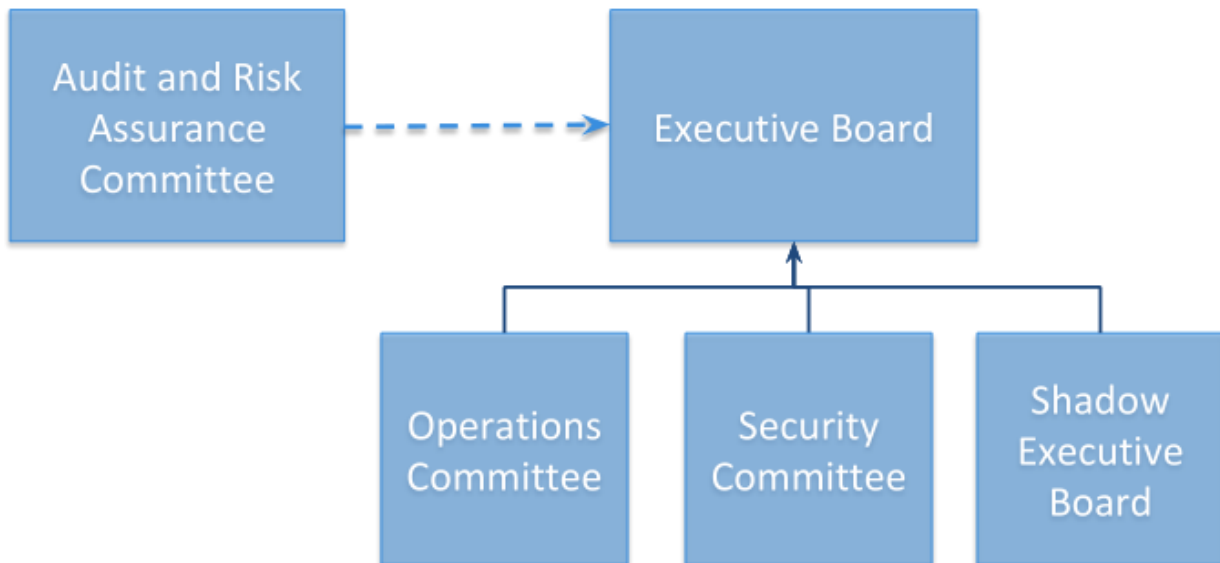 Audit and Risk
Assurance
Committee
Executive Board
Operations
Committee
Security
Committee
Shadow
Executive
Board